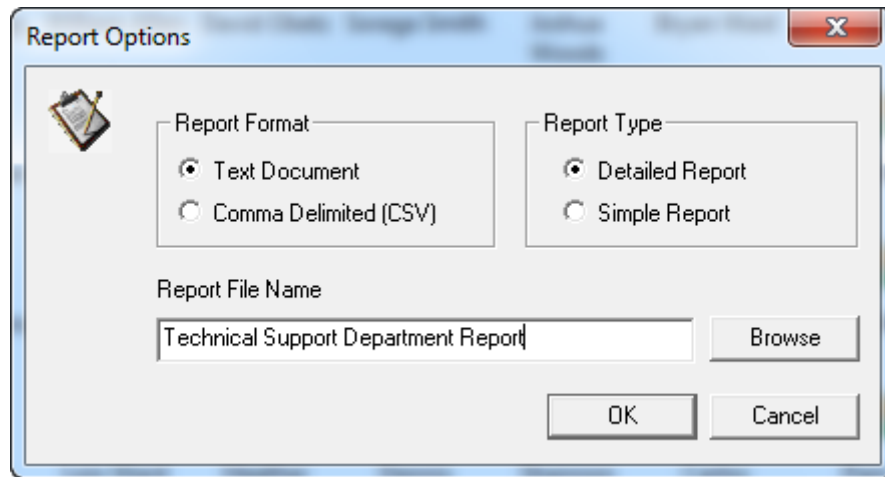 Report Options
Report Format
Text Document
Comma Delimited (CSV)
Report Type
Detailed Report
Simple Report
Report File Name
Technical Support Department Report
Browse
OK
Cancel